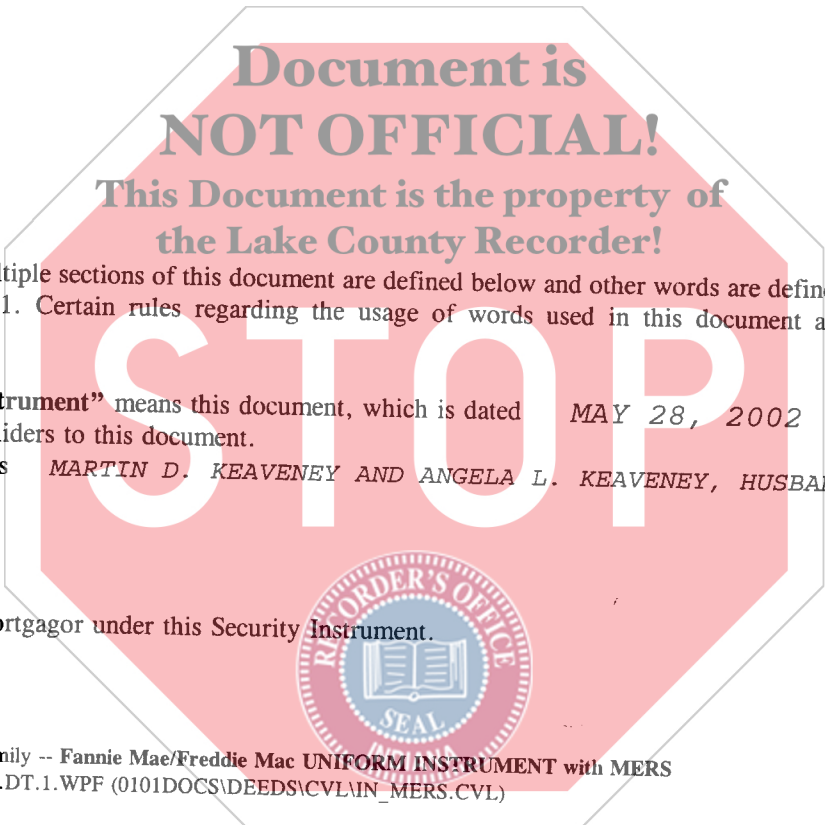 Document is
NOT OFFICIAL!
This Document is the property of
the Lake County Recorder!
ltiple sections of this document are defined below and other words are define
1. Certain rules regarding the usage of words used in this document a
STOP
trument” means this document, which is dated MAY 28, 2002
iders to this document.
s MARTIN D. KEAVENEY AND ANGELA L. KEAVENEY, HUSBA
ortgagor under this Security Instrument.
RECORDER'S OFFICE
SEAL
INDIANA
nily -- Fannie Mae/Freddie Mac UNIFORM INSTRUMENT with MERS
.DT.1.WPF (0101DOCS\DEEDS\CVL\IN_MERS.CVL)